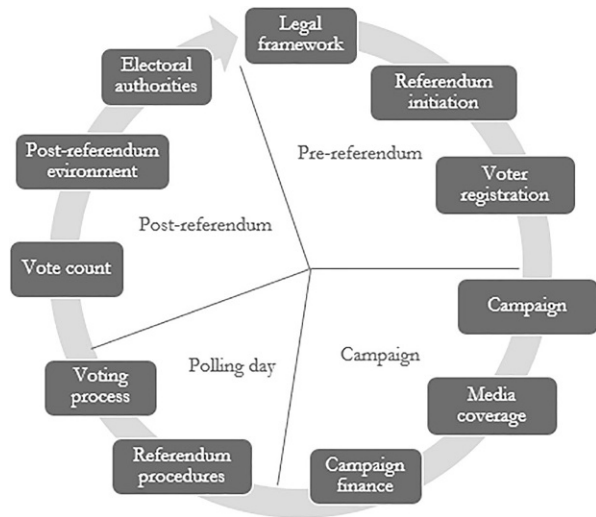 Legal
framework
Referendum
initiation
Voter
registration
Campaign
Media
coverage
Campaign
finance
Referendum
procedures
Voting
process
Vote count
Post-referendum
evironment
Electoral
authorities
Pre-referendum
Campaign
Polling day
Post-referendum